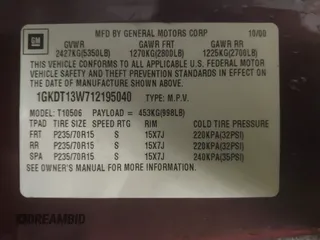 GM
MFD BY GENERAL MOTORS CORP 10/00
GVWR GAWR FRT GAWR RR
2427KG(5350LB) 1270KG(2800LB) 1225KG(2700LB)
THIS VEHICLE CONFORMS TO ALL APPLICABLE U.S. FEDERAL MOTOR
VEHICLE SAFETY AND THEFT PREVENTION STANDARDS IN EFFECT ON
THE DATE OF MANUFACTURE SHOWN ABOVE.
1GKDT13W712195040 TYPE: M.P.V.
MODEL: T10506 PAYLOAD = 453KG(998LB)
TPAD TIRE SIZE SPEED RTG RIM COLD TIRE PRESSURE
FRT P235/70R15 S 15X7J 220KPA(32PSI)
RR P235/70R15 S 15X7J 220KPA(32PSI)
SPA P235/70R15 S 15X7J 240KPA(35PSI)
SEE OWNER'S MANUAL FOR MORE INFORMATION.
DREAMBID